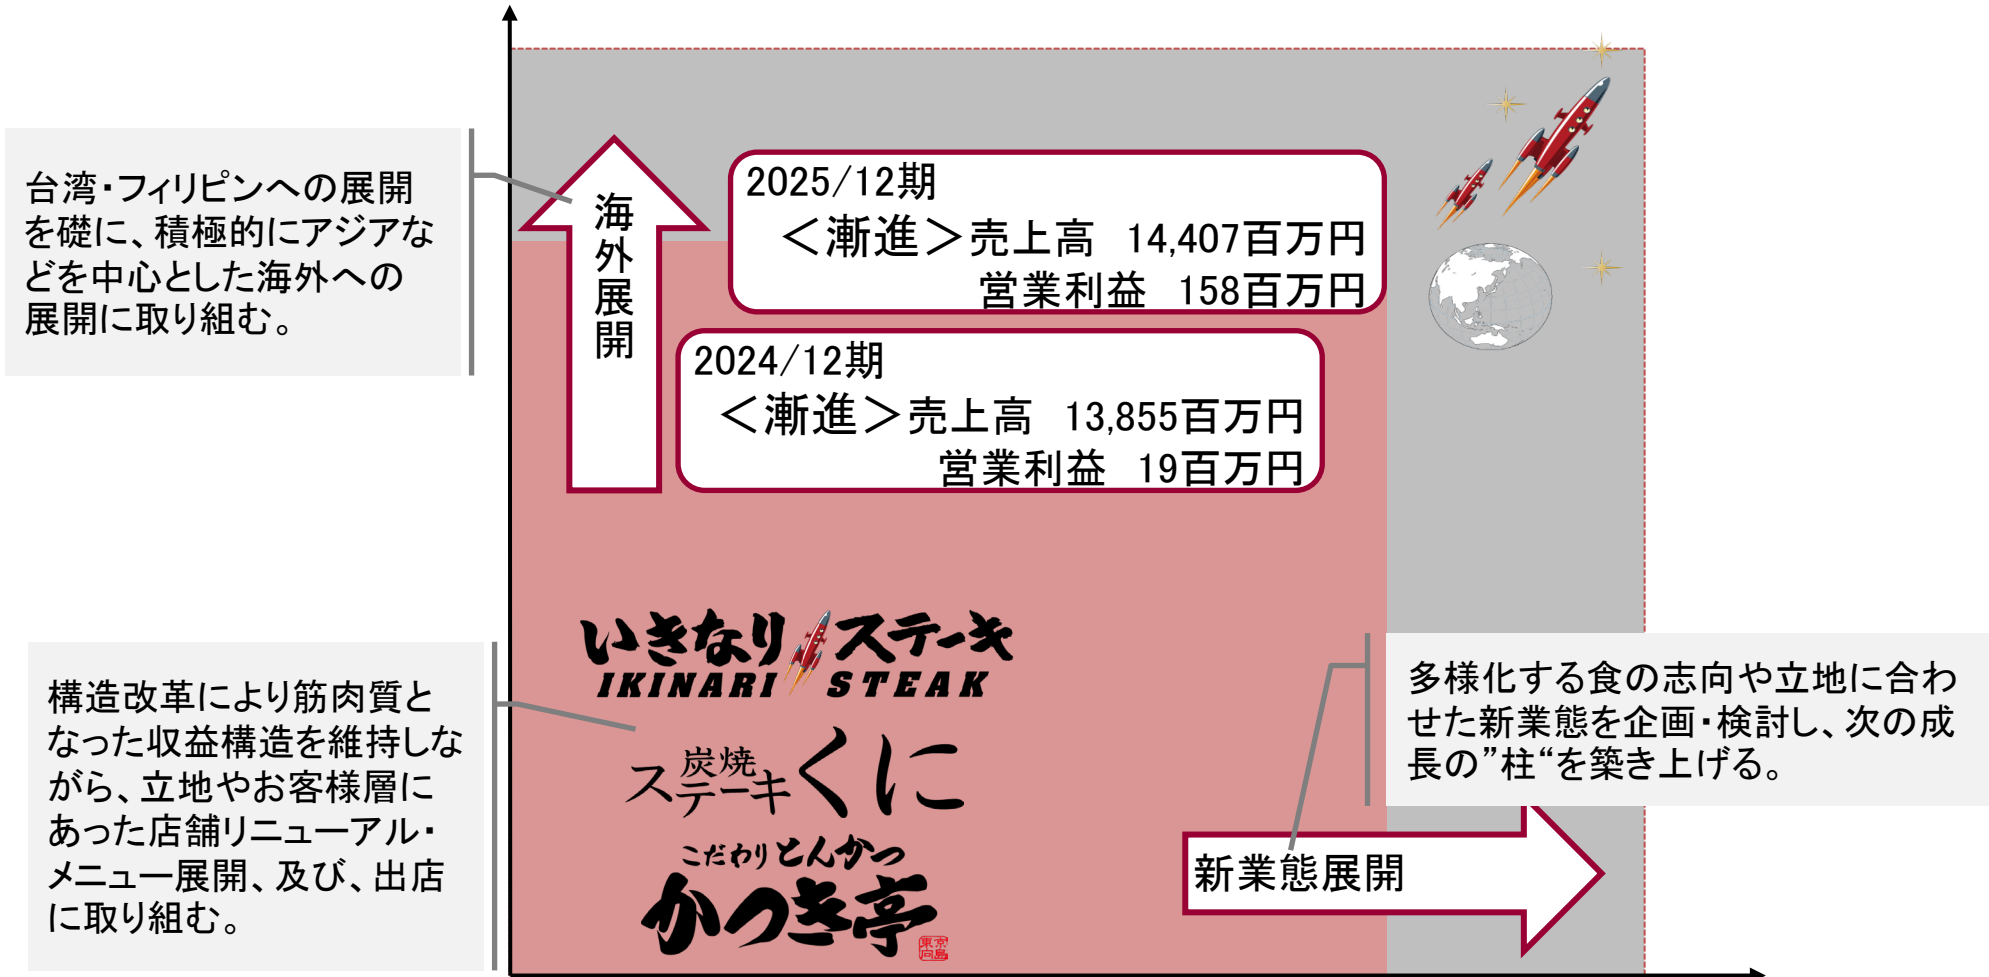 台湾・フィリピンへの展開
を礎に、積極的にアジアな
どを中心とした海外への
展開に取り組む。
海外展開
2025/12期
＜漸進＞売上高 14,407百万円
営業利益 158百万円
2024/12期
＜漸進＞売上高 13,855百万円
営業利益 19百万円
構造改革により筋肉質と
なった収益構造を維持しな
がら、立地やお客様層に
あった店舗リニューアル・
メニュー展開、及び、出店
に取り組む。
いきなりステーキ
IKINARI STEAK
炭焼
ステーキくに
こだわりとんかつ
かつき亭
東京
向島
多様化する食の志向や立地に合わ
せた新業態を企画・検討し、次の成
長の”柱“を築き上げる。
新業態展開